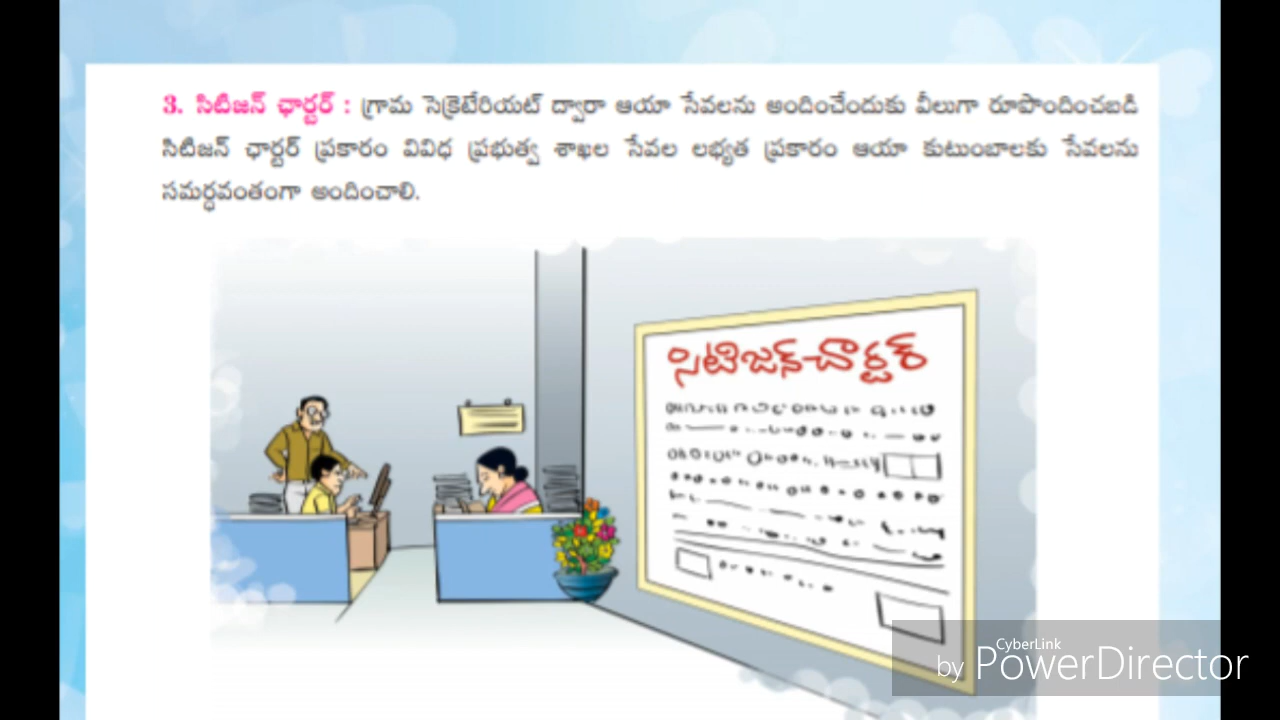 3. సిటిజన్ ఛార్టర్ : గ్రామ సెక్రెటేరియట్ ద్వారా ఆయా సేవలను అందించేందుకు వీలుగా రూపొందించబడి
సిటిజన్ ఛార్టర్ ప్రకారం వివిధ ప్రభుత్వ శాఖల సేవల లభ్యత ప్రకారం ఆయా కుటుంబాలకు సేవలను
సమర్ధవంతంగా అందించాలి.
సిటిజన్ చార్టర్
CyberLink
by PowerDirector